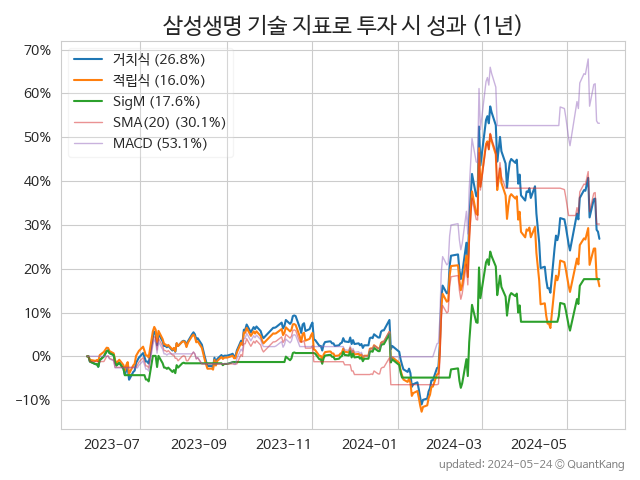 삼성생명 기술 지표로 투자 시 성과 (1년)
거치식 (26.8%)
적립식 (16.0%)
SigM (17.6%)
SMA(20) (30.1%)
MACD (53.1%)
70%
60%
50%
40%
30%
20%
10%
0%
−10%
2023-07 2023-09 2023-11 2024-01 2024-03 2024-05
updated: 2024-05-24 © QuantKang